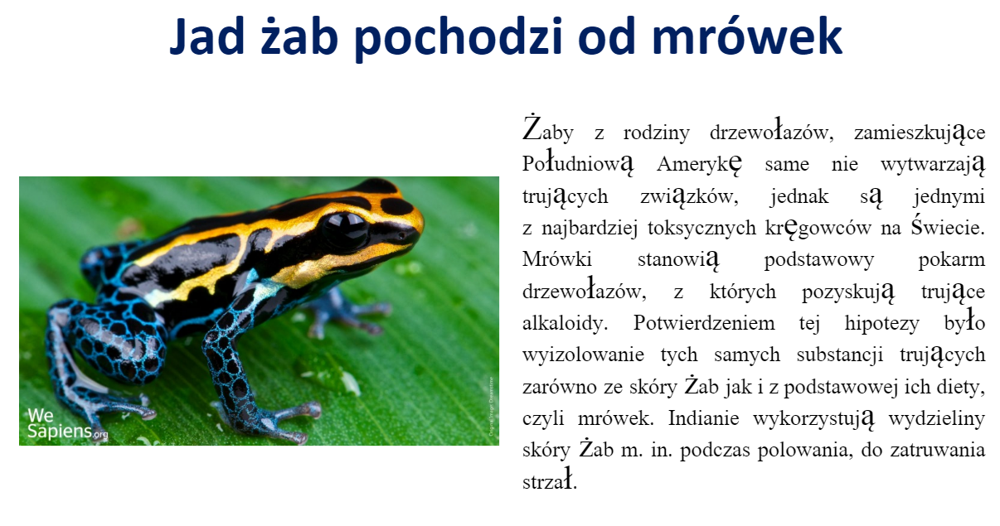 Jad żab pochodzi od mrówek
Żaby z rodziny drzewołazów, zamieszkujące
Południową Amerykę same nie wytwarzają
trujących związków, jednak są jednymi
z najbardziej toksycznych kręgowców na Świecie.
Mrówki stanowią podstawowy pokarm
drzewołazów, z których pozyskują trujące
alkaloidy. Potwierdzeniem tej hipotezy było
wyizolowanie tych samych substancji trujących
zarówno ze skóry Żab jak i z podstawowej ich diety,
czyli mrówek. Indianie wykorzystują wydzieliny
skóry Żab m. in. podczas polowania, do zatruwania
strzał.
We
Sapiens.org